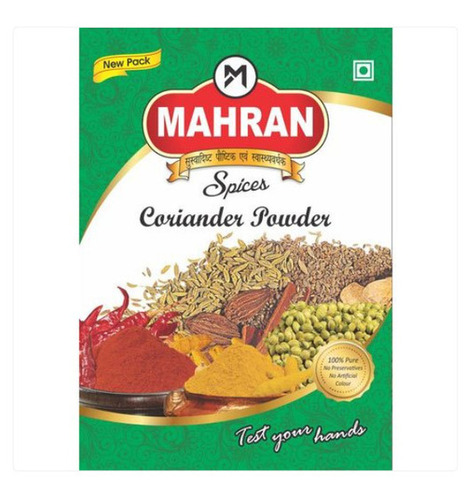 New Pack
M
MAHRAN
सुस्वादिष्ट पौष्टिक एवं स्वास्थ्यवर्धक
Spices
Coriander Powder
100% Pure
No Preservatives
No Artificial
Colour
Test your hands